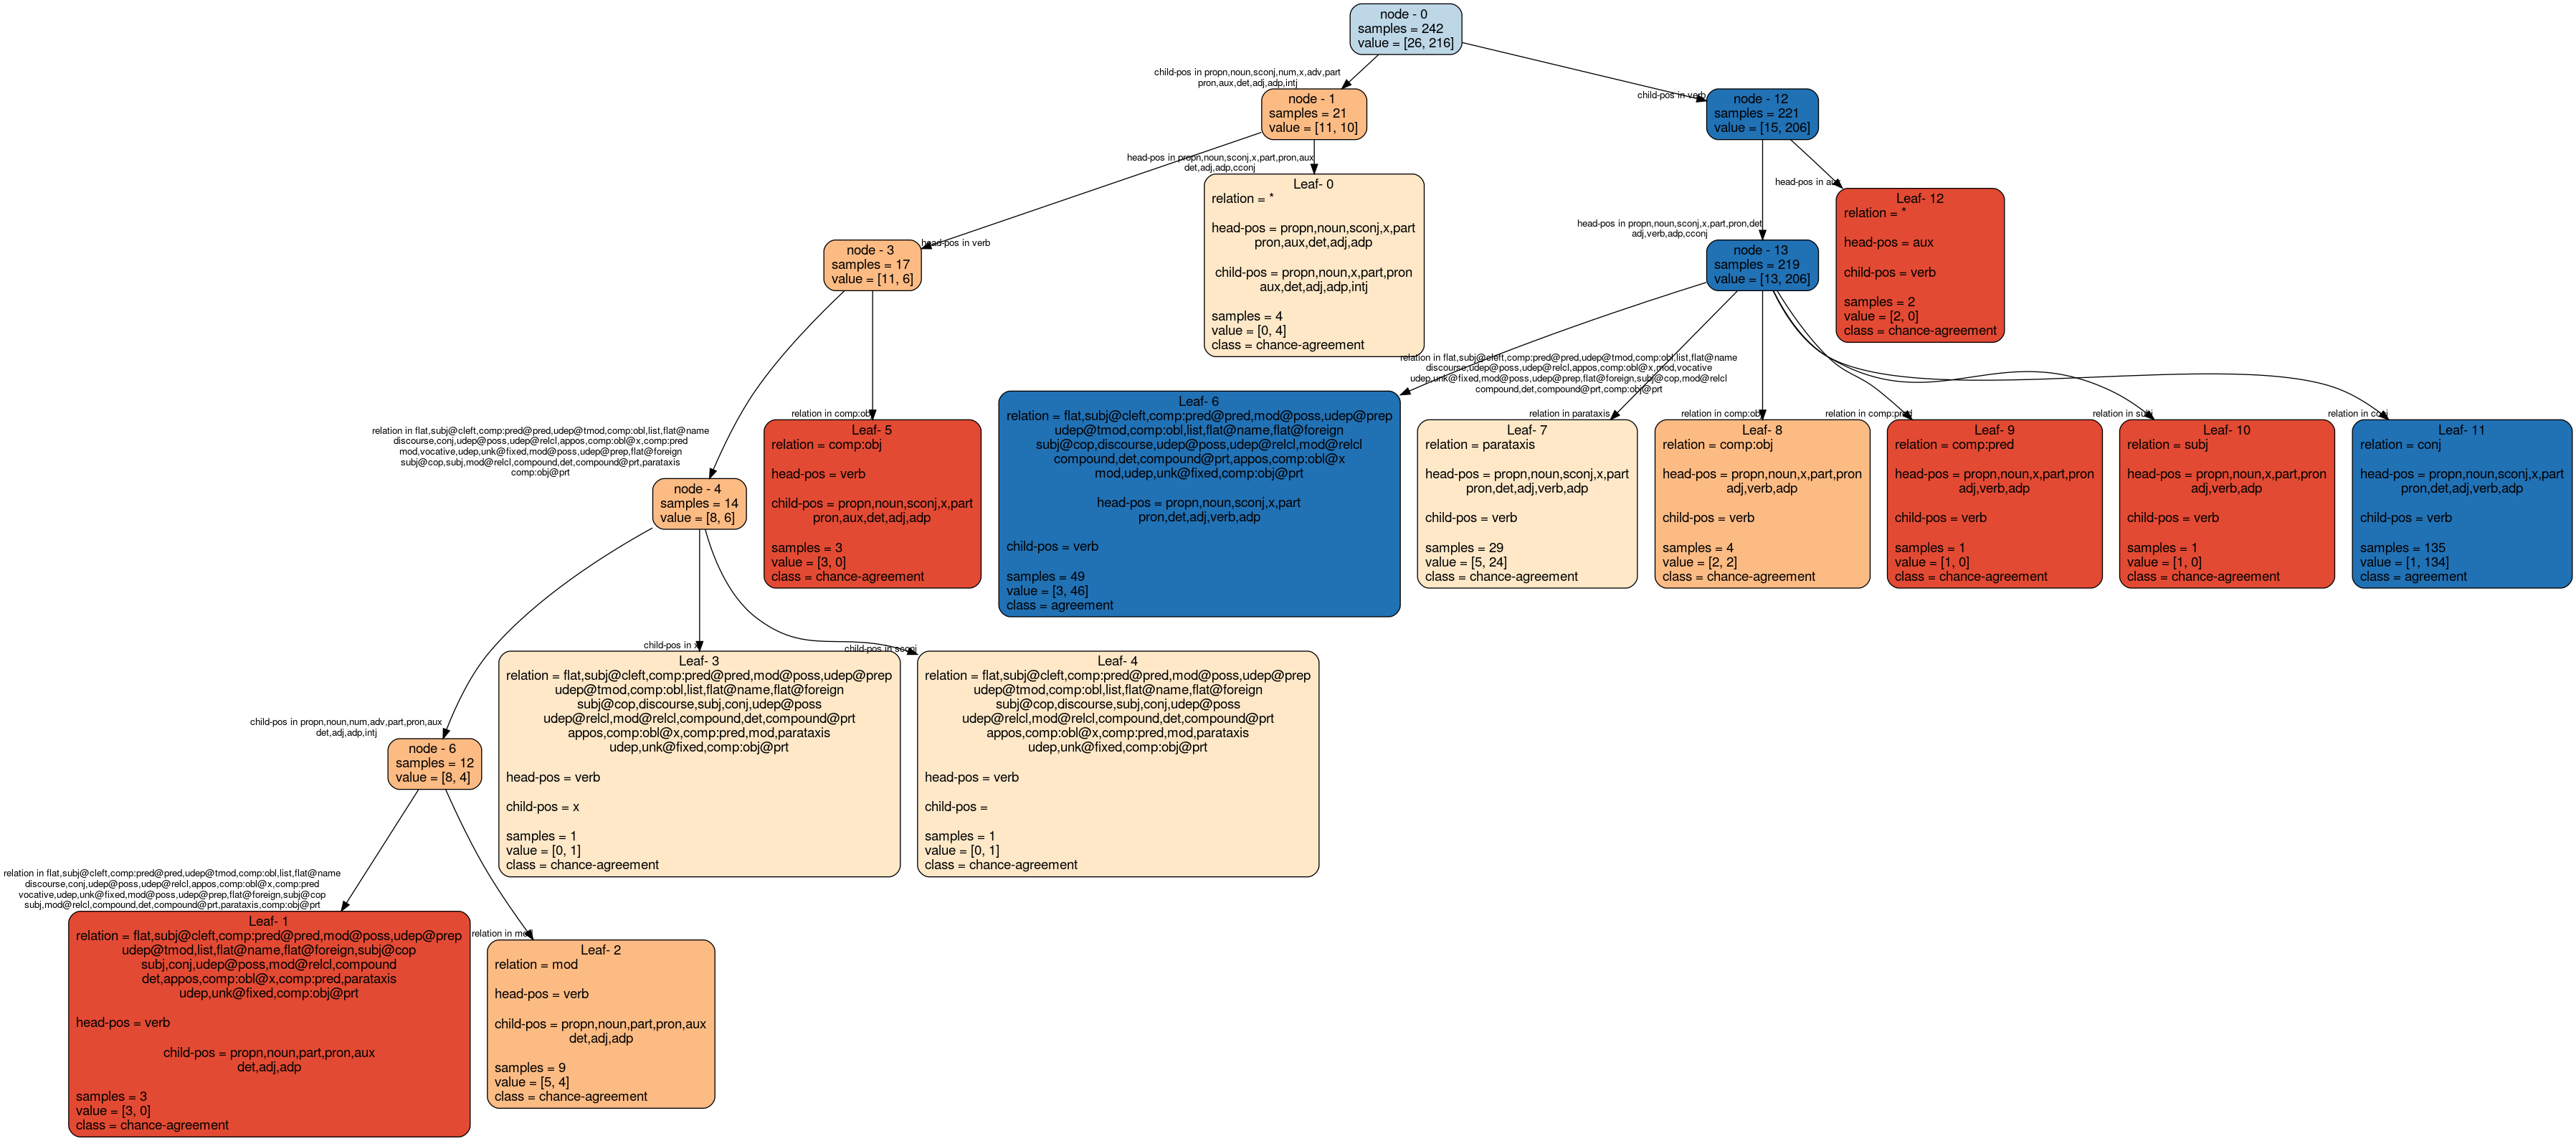 node - 0
samples = 242
value = [26, 216]
child-pos in propn,noun,sconj,num,x,adv,part
pron,aux,det,adj,adp,intj
node - 1
samples = 21
value = [11, 10]
child-pos in verb
node - 12
samples = 221
value = [15, 206]
head-pos in propn,noun,sconj,x,part,pron,aux
det,adj,adp,cconj
Leaf- 0
relation = *
head-pos = propn,noun,sconj,x,part
pron,aux,det,adj,adp
child-pos = propn,noun,x,part,pron
aux,det,adj,adp,intj
samples = 4
value = [0, 4]
class = chance-agreement
head-pos in verb
node - 3
samples = 17
value = [11, 6]
head-pos in propn,noun,sconj,x,part,pron,det
adj,verb,adp,cconj
node - 13
samples = 219
value = [13, 206]
head-pos in
Leaf- 12
relation = *
head-pos = aux
child-pos = verb
samples = 2
value = [2, 0]
class = chance-agreement
relation in flat,subj@cleft,comp:pred@pred,udep@tmod,comp:obl,list,flat@name
discourse,conj,udep@poss,udep@relcl,appos,comp:obl@x,comp:pred
mod,vocative,udep,unk@fixed,mod@poss,udep@prep,flat@foreign
subj@cop,subj,mod@relcl,compound,det,compound@prt,parataxis
comp:obj@prt
node - 4
samples = 14
value = [8, 6]
relation in
Leaf- 5
relation = comp:obj
head-pos = verb
child-pos = propn,noun,sconj,x,part
pron,aux,det,adj,adp
samples = 3
value = [3, 0]
class = chance-agreement
relation in flat,subj@cleft,comp:pred@pred,udep@tmod,comp:obl,list,flat@name
discourse,udep@poss,udep@relcl,appos,comp:obl@x,mod,vocative
udep,unk@fixed,mod@poss,udep@prep,flat@foreign,subj@cop,mod@relcl
compound,det,compound@prt,comp:obj@prt
Leaf- 6
relation = flat,subj@cleft,comp:pred@pred,mod@poss,udep@prep
udep@tmod,comp:obl,list,flat@name,flat@foreign
subj@cop,discourse,udep@poss,udep@relcl,mod@relcl
compound,det,compound@prt,appos,comp:obl@x
mod,udep,unk@fixed,comp:obj@prt
head-pos = propn,noun,sconj,x,part
pron,det,adj,verb,adp
child-pos = verb
samples = 49
value = [3, 46]
class = agreement
relation in parataxis
Leaf- 7
relation = parataxis
head-pos = propn,noun,sconj,x,part
pron,det,adj,verb,adp
child-pos = verb
samples = 29
value = [5, 24]
class = chance-agreement
relation in
Leaf- 8
relation = comp:obj
head-pos = propn,noun,x,part,pron
adj,verb,adp
child-pos = verb
samples = 4
value = [2, 2]
class = chance-agreement
relation in comp:pred
Leaf- 9
relation = comp:pred
head-pos = propn,noun,x,part,pron
adj,verb,adp
child-pos = verb
samples = 1
value = [1, 0]
class = chance-agreement
relation in subj
Leaf- 10
relation = subj
head-pos = propn,noun,x,part,pron
adj,verb,adp
child-pos = verb
samples = 1
value = [1, 0]
class = chance-agreement
relation in conj
Leaf- 11
relation = conj
head-pos = propn,noun,sconj,x,part
pron,det,adj,verb,adp
child-pos = verb
samples = 135
value = [1, 134]
class = agreement
child-pos in propn,noun,num,adv,part,pron,aux
det,adj,adp,intj
node - 6
samples = 12
value = [8, 4]
child-pos in x
Leaf- 3
relation = flat,subj@cleft,comp:pred@pred,mod@poss,udep@prep
udep@tmod,comp:obl,list,flat@name,flat@foreign
subj@cop,discourse,subj,conj,udep@poss
udep@relcl,mod@relcl,compound,det,compound@prt
appos,comp:obl@x,comp:pred,mod,parataxis
udep,unk@fixed,comp:obj@prt
head-pos = verb
child-pos = x
samples = 1
value = [0, 1]
class = chance-agreement
child-pos in sconj
Leaf- 4
relation = flat,subj@cleft,comp:pred@pred,mod@poss,udep@prep
udep@tmod,comp:obl,list,flat@name,flat@foreign
subj@cop,discourse,subj,conj,udep@poss
udep@relcl,mod@relcl,compound,det,compound@prt
appos,comp:obl@x,comp:pred,mod,parataxis
udep,unk@fixed,comp:obj@prt
head-pos = verb
child-pos =
samples = 1
value = [0, 1]
class = chance-agreement
relation in flat,subj@cleft,comp:pred@pred,udep@tmod,comp:obl,list,flat@name
discourse,conj,udep@poss,udep@relcl,appos,comp:obl@x,comp:pred
vocative,udep,unk@fixed,mod@poss,udep@prep,flat@foreign,subj@cop
subj,mod@relcl,compound,det,compound@prt,parataxis,comp:obj@prt
Leaf- 1
relation = flat,subj@cleft,comp:pred@pred,mod@poss,udep@prep
udep@tmod,list,flat@name,flat@foreign,subj@cop
subj,conj,udep@poss,mod@relcl,compound
det,appos,comp:obl@x,comp:pred,parataxis
udep,unk@fixed,comp:obj@prt
head-pos = verb
child-pos = propn,noun,part,pron,aux
det,adj,adp
samples = 3
value = [3, 0]
class = chance-agreement
relation in
Leaf- 2
relation = mod
head-pos = verb
child-pos = propn,noun,part,pron,aux
det,adj,adp
samples = 9
value = [5, 4]
class = chance-agreement